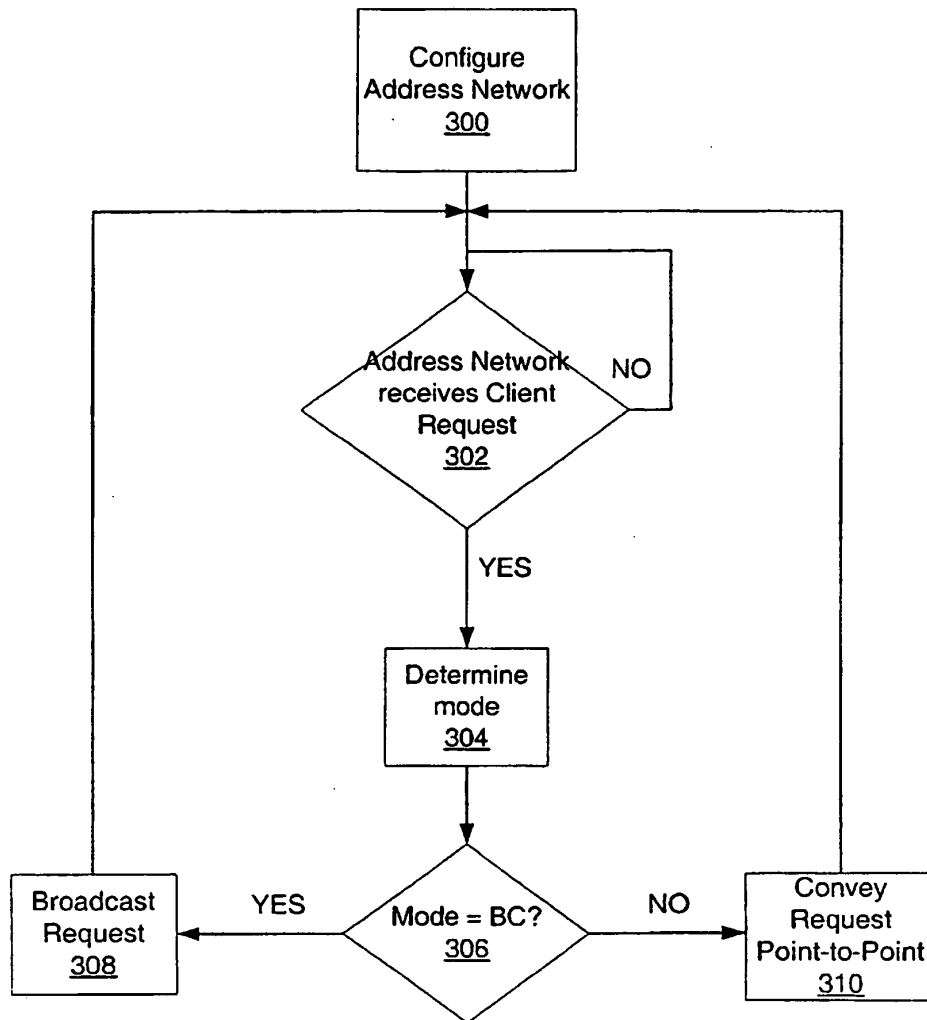 Configure
Address Network
300
Address Network
receives Client
Request
302
NO
YES
Determine
mode
304
Broadcast
Request
308
YES
Mode = BC?
306
NO
Convey
Request
Point-to-Point
310